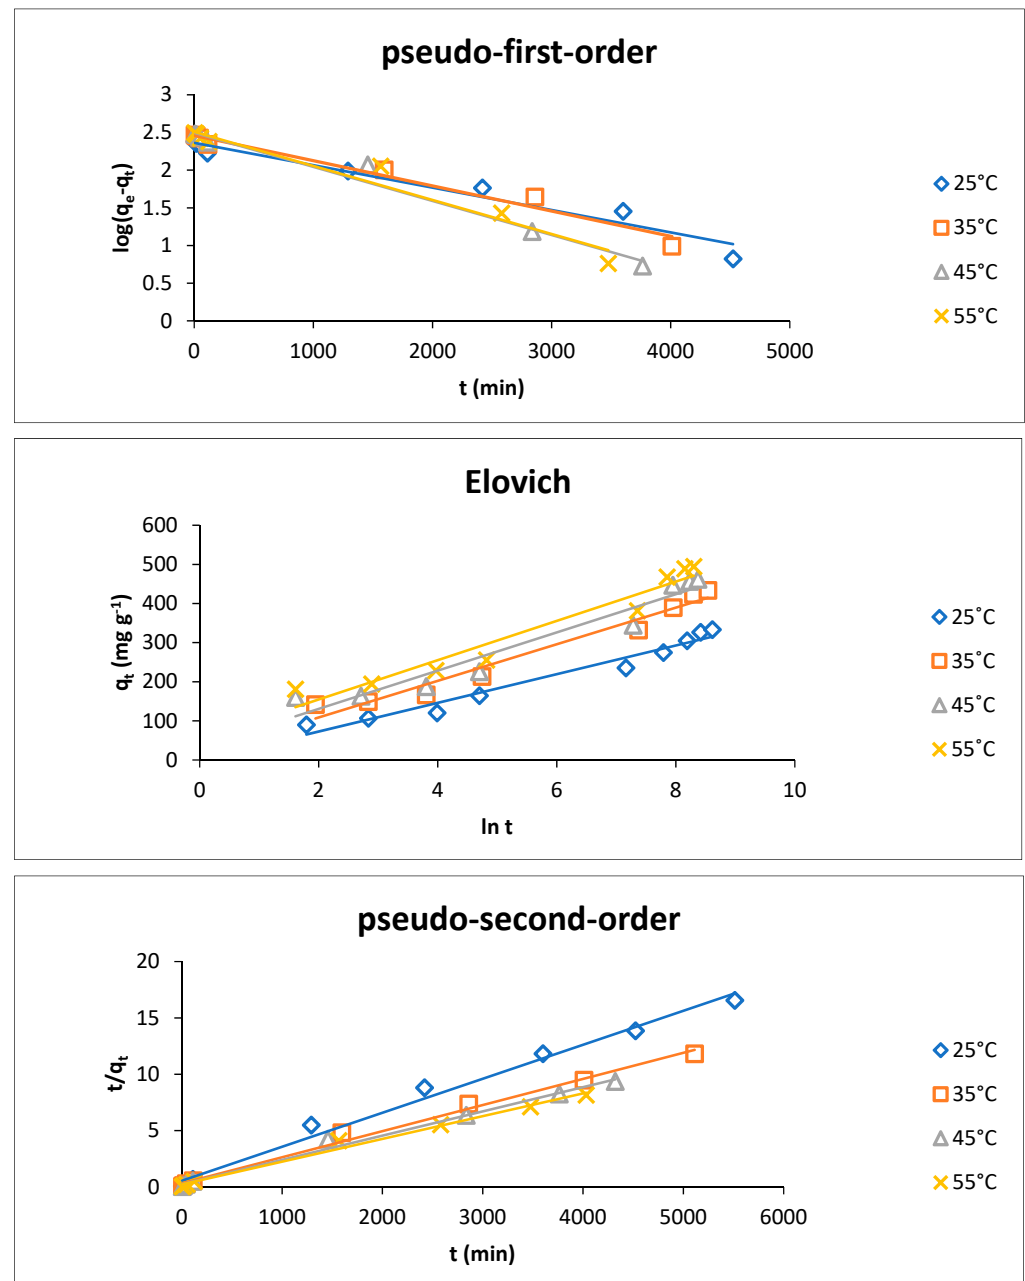 pseudo-first-order
3
2.5
2
1.5
1
0.5
0
log(qe-qt)
0 1000 2000 3000 4000 5000
t (min)
25°C
35°C
45°C
55°C
Elovich
600
500
400
300
200
100
0
qt (mg g-1)
0 2 4 6 8 10
ln t
25˚C
35˚C
45˚C
55˚C
pseudo-second-order
20
15
10
5
0
t/qt
0 1000 2000 3000 4000 5000 6000
t (min)
25°C
35°C
45°C
55°C